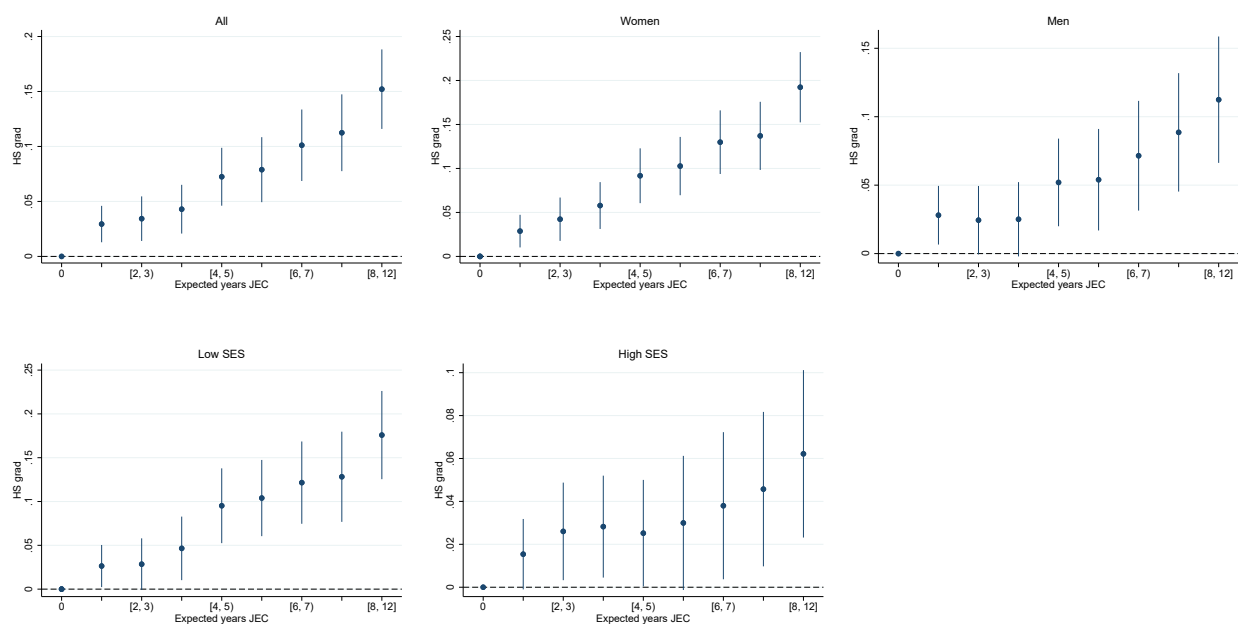 All
HS grad
0 .05 .1 .15 .2
0 [2, 3) [4, 5) [6, 7) [8, 12]
Expected years JEC
Women
HS grad
0 .05 .1 .15 .2 .25
0 [2, 3) [4, 5) [6, 7) [8, 12]
Expected years JEC
Men
HS grad
0 .05 .1 .15
0 [2, 3) [4, 5) [6, 7) [8, 12]
Expected years JEC
Low SES
HS grad
0 .05 .1 .15 .2 .25
0 [2, 3) [4, 5) [6, 7) [8, 12]
Expected years JEC
High SES
HS grad
0 .02 .04 .06 .08 .1
0 [2, 3) [4, 5) [6, 7) [8, 12]
Expected years JEC